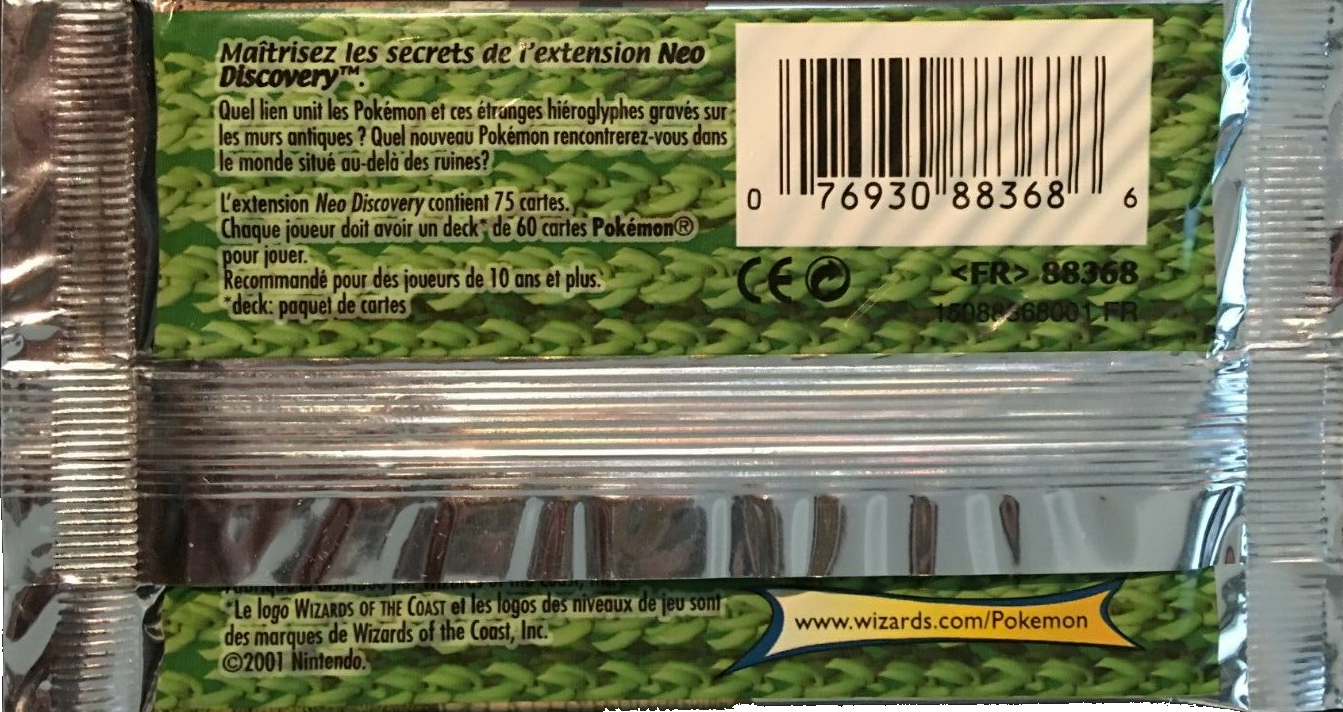 Maîtrisez les secrets de l'extension Neo
Discovery™.
Quel lien unit les Pokémon et ces étranges hiéroglyphes gravés sur
les murs antiques ? Quel nouveau Pokémon rencontrerez-vous dans
le monde situé au-delà des ruines?
L'extension Neo Discovery contient 75 cartes.
Chaque joueur doit avoir un deck* de 60 cartes Pokémon®
pour jouer.
Recommandé pour des joueurs de 10 ans et plus.
*deck: paquet de cartes
0 76930 88368 6
CE
<FR> 88368
15088368001 FR
*Le logo WIZARDS OF THE COAST et les logos des niveaux de jeu sont
des marques de Wizards of the Coast, Inc.
©2001 Nintendo.
www.wizards.com/Pokemon